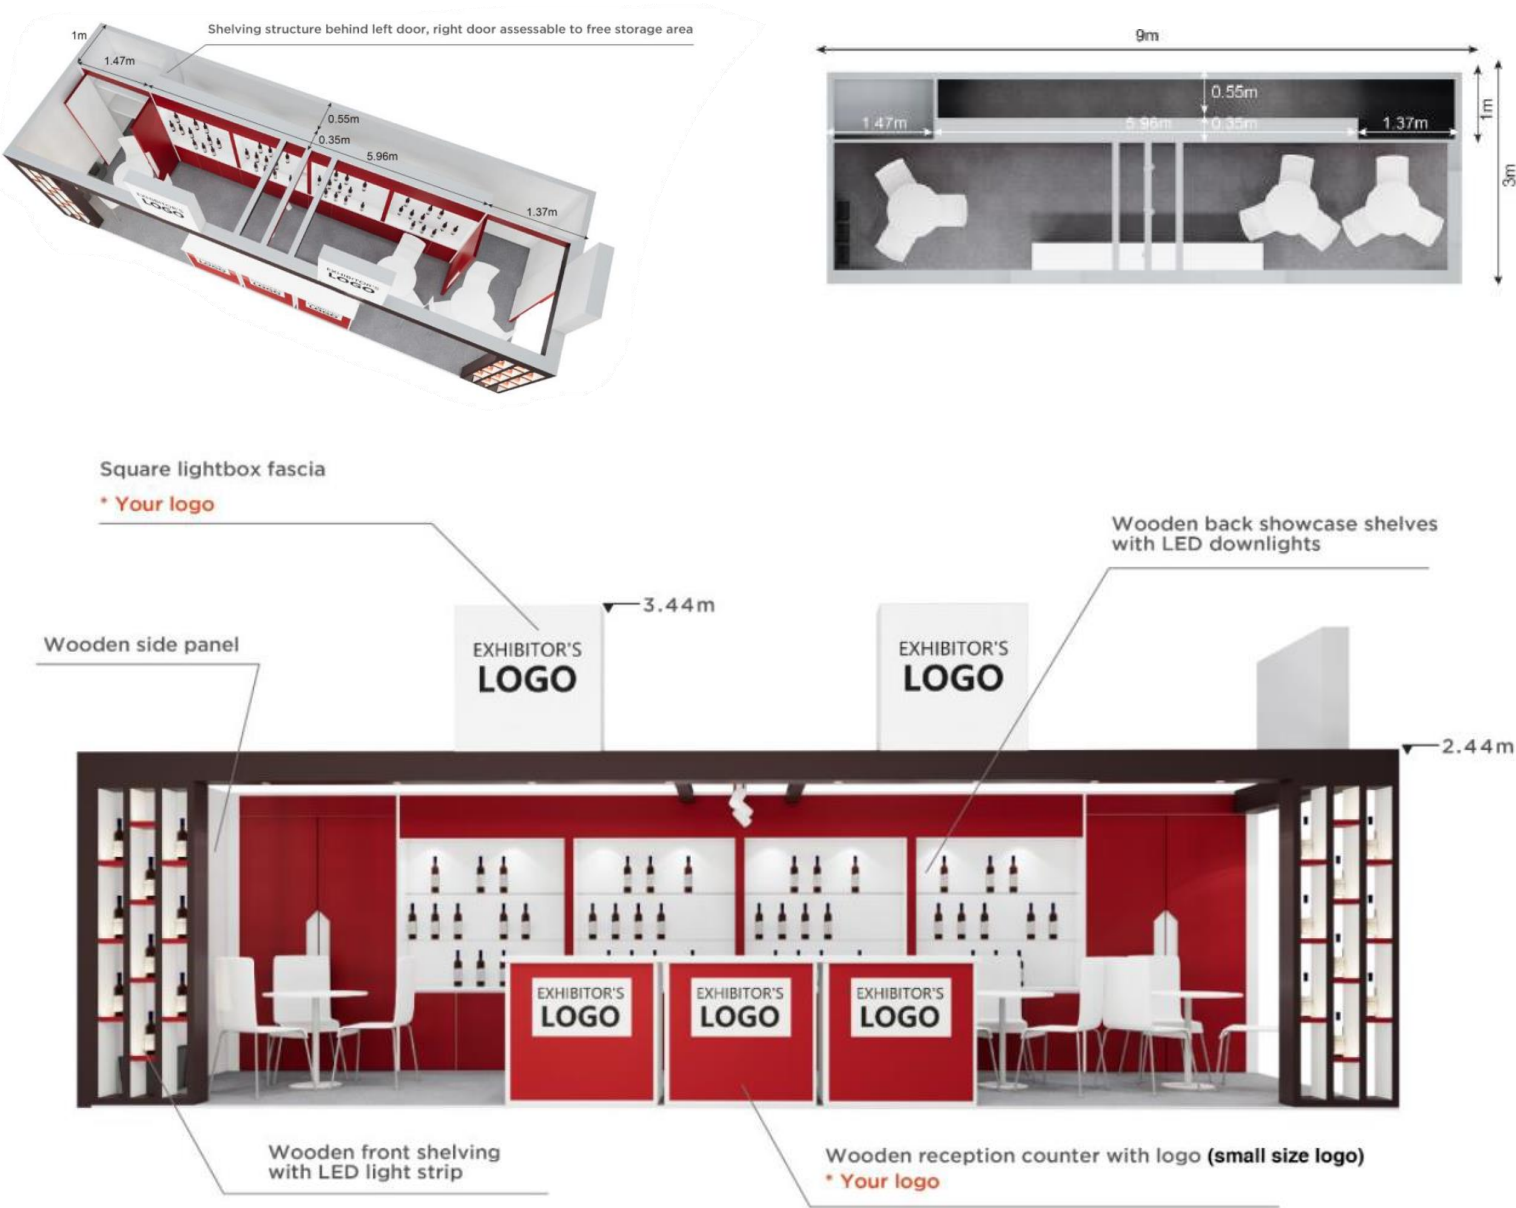 Shelving structure behind left door, right door assessable to free storage area
1m
1.47m
0.55m
0.35m
5.96m
1.37m
EXHIBITOR'S
LOGO
EXHIBITOR'S
LOGO
9m
0.55m
1m
1.47m
5.96m
0.35m
1.37m
3m
Square lightbox fascia
* Your logo
Wooden back showcase shelves
with LED downlights
3.44m
Wooden side panel
EXHIBITOR'S
LOGO
EXHIBITOR'S
LOGO
2.44m
EXHIBITOR'S
LOGO
EXHIBITOR'S
LOGO
EXHIBITOR'S
LOGO
Wooden front shelving
with LED light strip
Wooden reception counter with logo (small size logo)
* Your logo